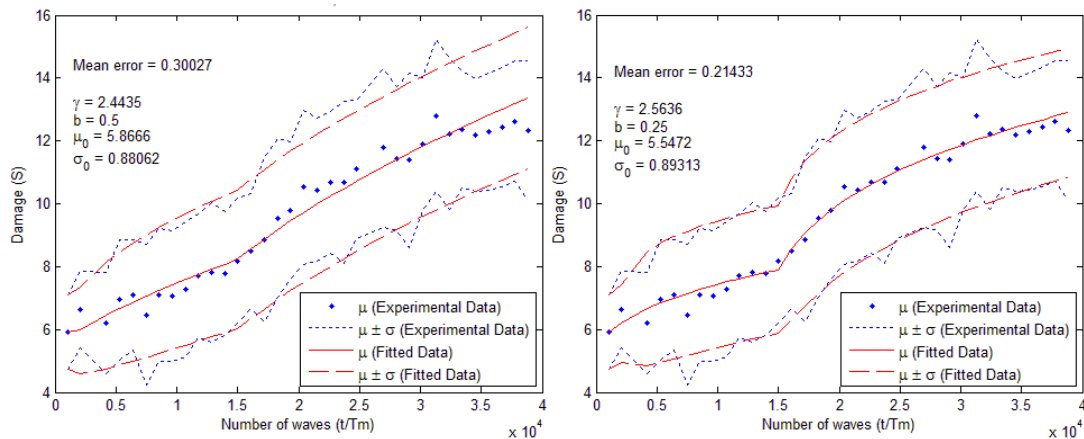 16
14
12
10
8
6
4
Damage (S)
Mean error = 0.30027
γ = 2.4435
b = 0.5
μ0 = 5.8666
σ0 = 0.88062
μ (Experimental Data)
μ ± σ (Experimental Data)
μ (Fitted Data)
μ ± σ (Fitted Data)
0 0.5 1 1.5 2 2.5 3 3.5 4
Number of waves (t/Tm)
x 10^4
16
14
12
10
8
6
4
Damage (S)
Mean error = 0.21433
γ = 2.5636
b = 0.25
μ0 = 5.5472
σ0 = 0.89313
μ (Experimental Data)
μ ± σ (Experimental Data)
μ (Fitted Data)
μ ± σ (Fitted Data)
0 0.5 1 1.5 2 2.5 3 3.5 4
Number of waves (t/Tm)
x 10^4